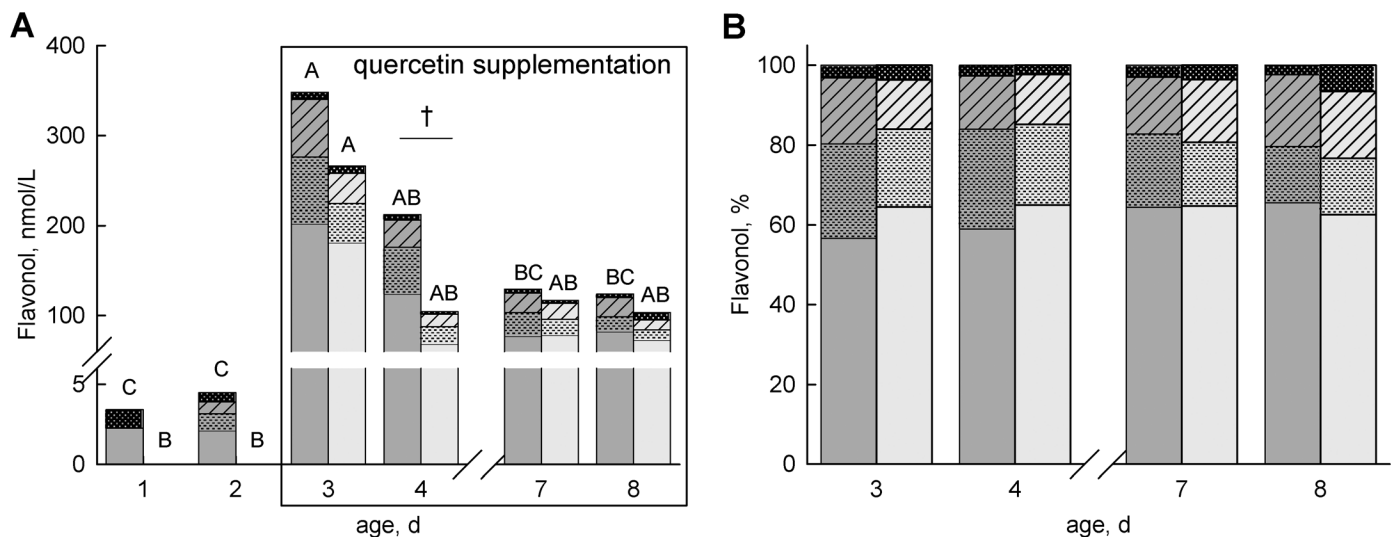 A
400
300
200
100
5
0
Flavonol, nmol/L
quercetin supplementation
A
A
†
AB
AB
BC
AB
BC
AB
C
B
C
B
1
2
3
4
7
8
age, d
B
100
80
60
40
20
0
Flavonol, %
3
4
7
8
age, d